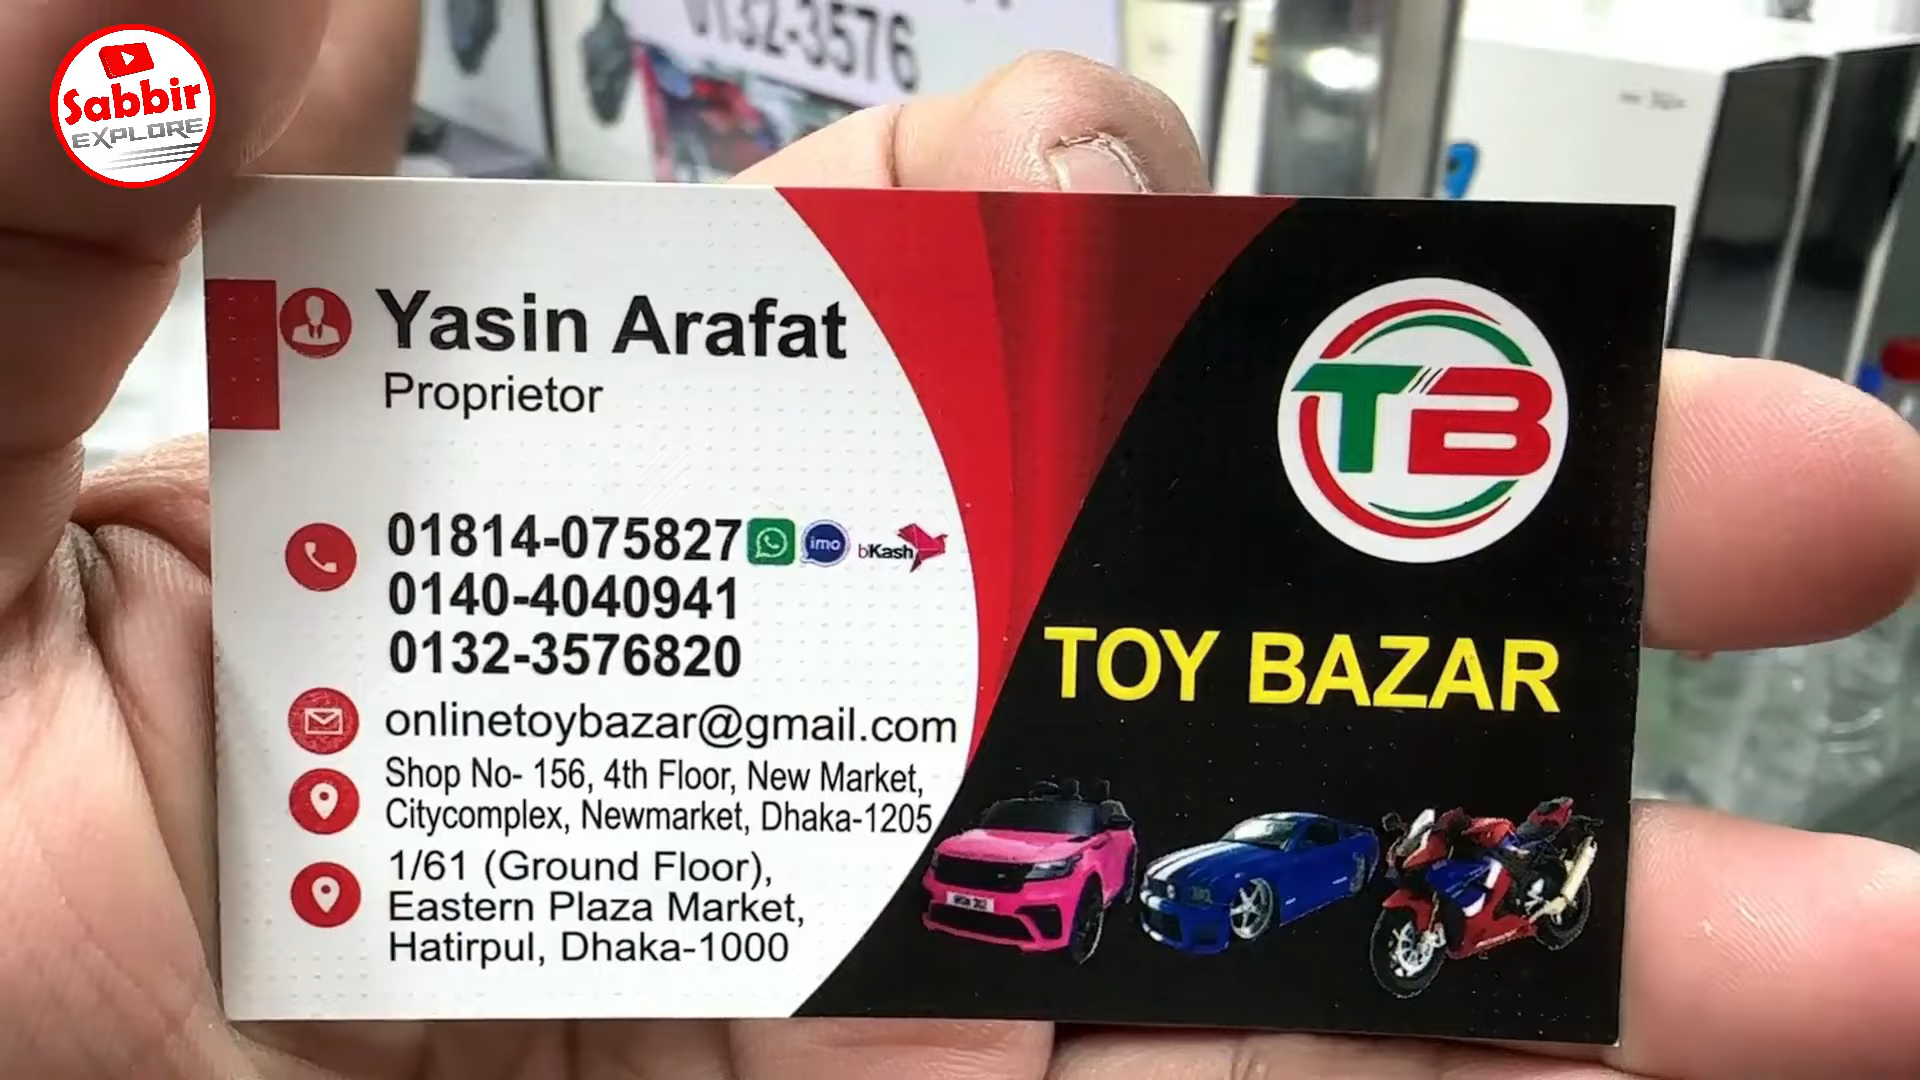 Sabbir
EXPLORE
0132-3576
Yasin Arafat
Proprietor
TB
01814-075827 imo bKash
0140-4040941
0132-3576820
TOY BAZAR
onlinetoybazar@gmail.com
Shop No- 156, 4th Floor, New Market,
Citycomplex, Newmarket, Dhaka-1205
1/61 (Ground Floor),
Eastern Plaza Market,
Hatirpul, Dhaka-1000